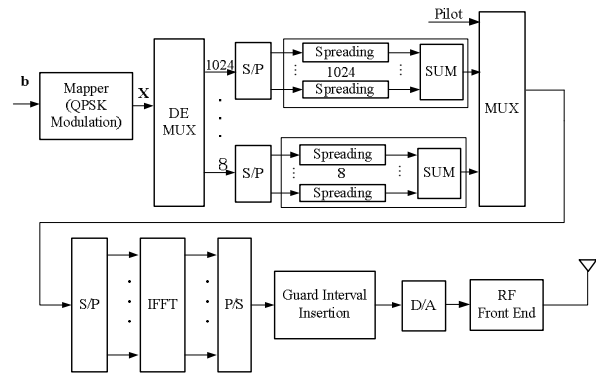 Pilot
b
Mapper
(QPSK
Modulation)
X
DE
MUX
1024
S/P
Spreading
1024
Spreading
SUM
MUX
8
S/P
Spreading
8
Spreading
SUM
S/P
IFFT
P/S
Guard Interval
Insertion
D/A
RF
Front End